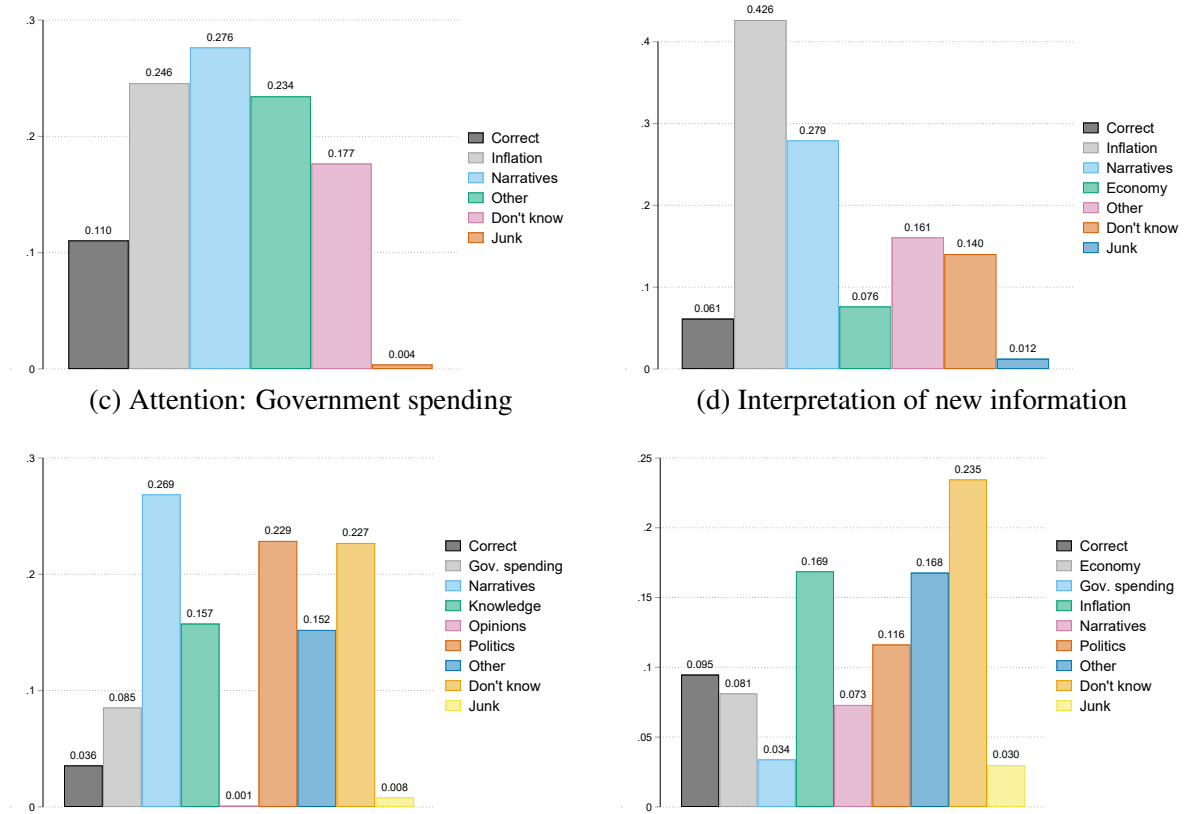 .3
.2
.1
0
0.110
0.246
0.276
0.234
0.177
0.004
Correct
Inflation
Narratives
Other
Don't know
Junk
.4
.3
.2
.1
0
0.061
0.426
0.279
0.076
0.161
0.140
0.012
Correct
Inflation
Narratives
Economy
Other
Don't know
Junk
(c) Attention: Government spending
(d) Interpretation of new information
.3
.2
.1
0
0.036
0.085
0.269
0.157
0.001
0.229
0.152
0.227
0.008
Correct
Gov. spending
Narratives
Knowledge
Opinions
Politics
Other
Don't know
Junk
.25
.2
.15
.1
.05
0
0.095
0.081
0.034
0.169
0.073
0.116
0.168
0.235
0.030
Correct
Economy
Gov. spending
Inflation
Narratives
Politics
Other
Don't know
Junk